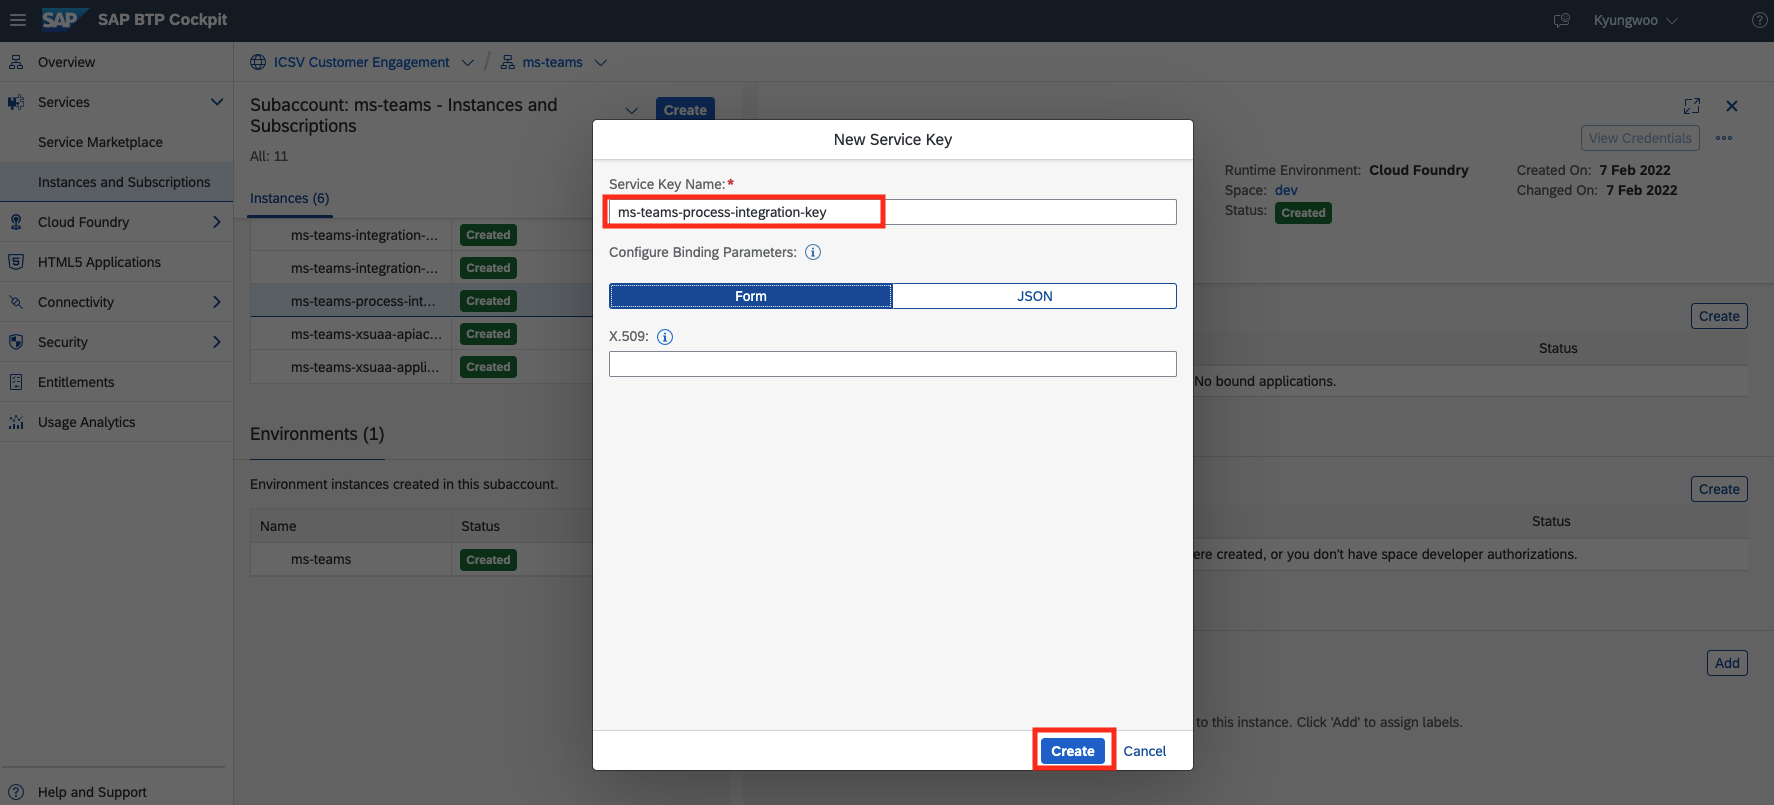 SAP SAP BTP Cockpit
Kyungwoo
Overview
Services
Service Marketplace
Instances and Subscriptions
Cloud Foundry
HTML5 Applications
Connectivity
Security
Entitlements
Usage Analytics
Help and Support
ICSV Customer Engagement / ms-teams
Subaccount: ms-teams - Instances and
Subscriptions
Create
All: 11
Instances (6)
ms-teams-integration-... Created
ms-teams-integration-... Created
ms-teams-process-int... Created
ms-teams-xsuaa-apiac... Created
ms-teams-xsuaa-appli... Created
Environments (1)
Environment instances created in this subaccount.
Name Status
ms-teams Created
New Service Key
Service Key Name:*
ms-teams-process-integration-key
Configure Binding Parameters:
Form JSON
X.509:
Create Cancel
View Credentials
Runtime Environment: Cloud Foundry Created On: 7 Feb 2022
Space: dev Changed On: 7 Feb 2022
Status: Created
Create
Status
No bound applications.
Create
Status
ere created, or you don't have space developer authorizations.
Add
to this instance. Click 'Add' to assign labels.